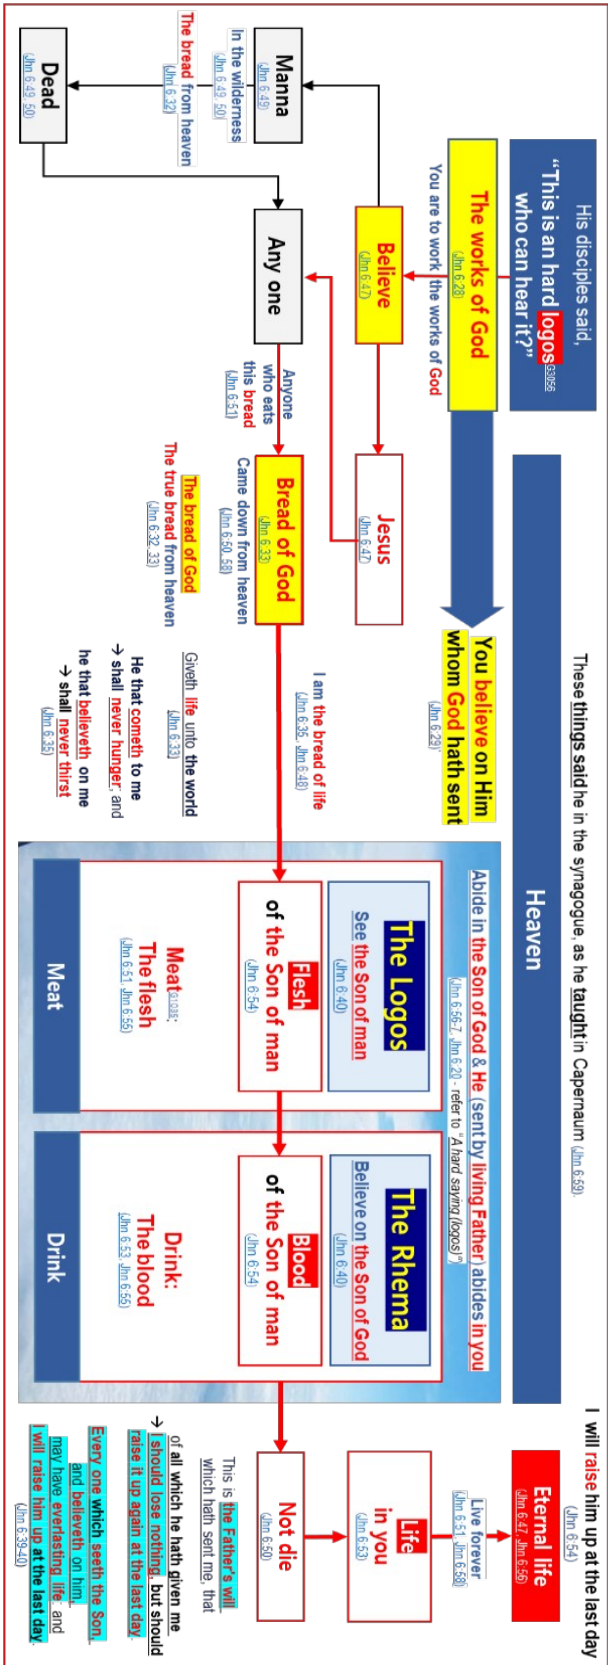 These things said he in the synagogue, as he taught in Capernaum (Jhn 6:59).
I will raise him up at the last day
(Jhn 6:54)
His disciples said,
"This is an hard logosG3056
who can hear it?"
Heaven
Eternal life
(Jhn 6:47, Jhn 6:56)
The works of God
(Jhn 6:28)
You are to work the works of God
You believe on Him
whom God hath sent
(Jhn 6:29)
Abide in the Son of God & He (sent by living Father) abides in you
(Jhn 6:56-7, Jhn 6:20 - refer to "A hard saying (logos)")
Live forever
(Jhn 6:51, Jhn 6:58)
Believe
(Jhn 6:47)
Jesus
(Jhn 6:47)
The Logos
(Jhn 6:40)
See the Son of man
The Rhema
(Jhn 6:40)
Believe on the Son of God
Life
in you
(Jhn 6:53)
Manna
(Jhn 6:49)
In the wilderness
(Jhn 6:49, 50)
The bread from heaven
(Jhn 6:32)
Dead
(Jhn 6:49, 50)
Any one
Anyone
who eats
this bread
(Jhn 6:51)
Bread of God
(Jhn 6:33)
Came down from heaven
(Jhn 6:50, 58)
The bread of God
The true bread from heaven
(Jhn 6:32, 33)
I am the bread of life
(Jhn 6:35, Jhn 6:48)
Giveth life unto the world
(Jhn 6:33)
He that cometh to me
→ shall never hunger; and
he that believeth on me
→ shall never thirst
(Jhn 6:35)
Flesh
of the Son of man
(Jhn 6:54)
Meat
The flesh
(Jhn 6:51, Jhn 6:55)
Meat
Blood
of the Son of man
(Jhn 6:54)
Drink:
The blood
(Jhn 6:53, Jhn 6:55)
Drink
Not die
(Jhn 6:50)
This is the Father's will
which hath sent me, that
of all which he hath given me
→ I should lose nothing, but should
raise it up again at the last day.
Every one which seeth the Son,
and believeth on him,
may have everlasting life: and
I will raise him up at the last day.
(Jhn 6:39-40)